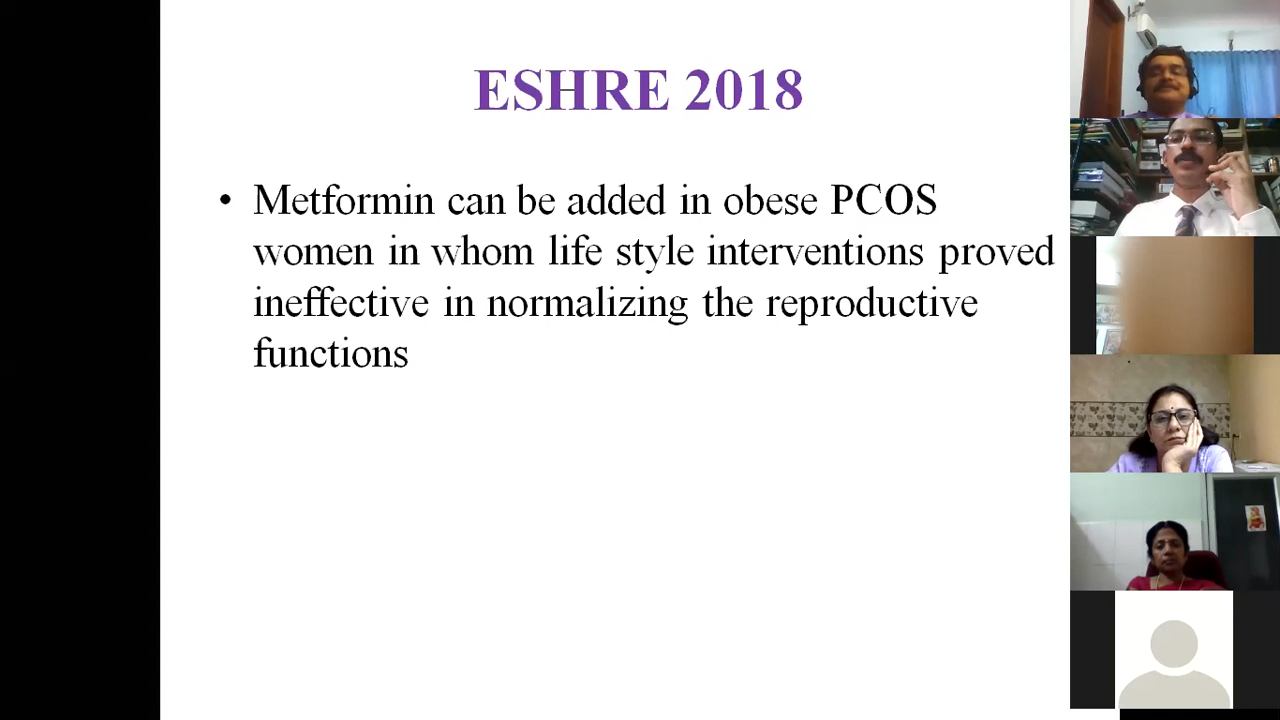 ESHRE 2018
• Metformin can be added in obese PCOS
women in whom life style interventions proved
ineffective in normalizing the reproductive
functions